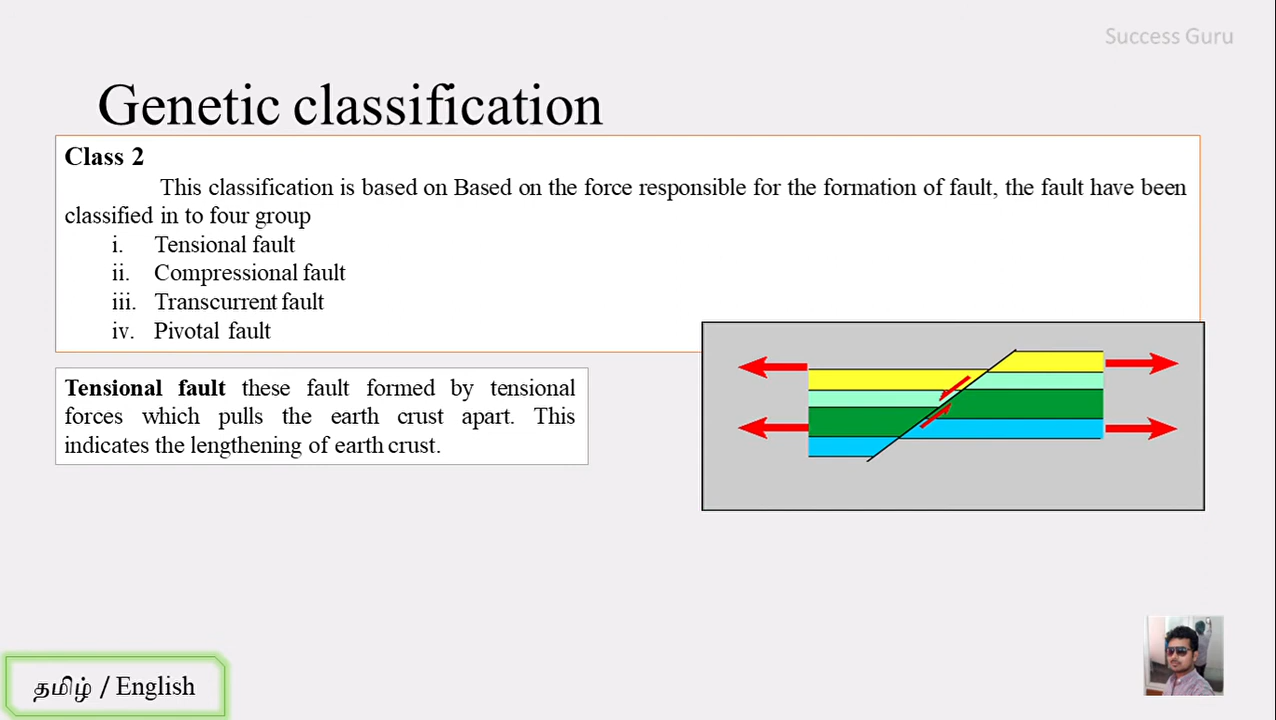 Success Guru
Genetic classification
Class 2
This classification is based on Based on the force responsible for the formation of fault, the fault have been
classified in to four group
i. Tensional fault
ii. Compressional fault
iii. Transcurrent fault
iv. Pivotal fault
Tensional fault these fault formed by tensional
forces which pulls the earth crust apart. This
indicates the lengthening of earth crust.
தமிழ் / English